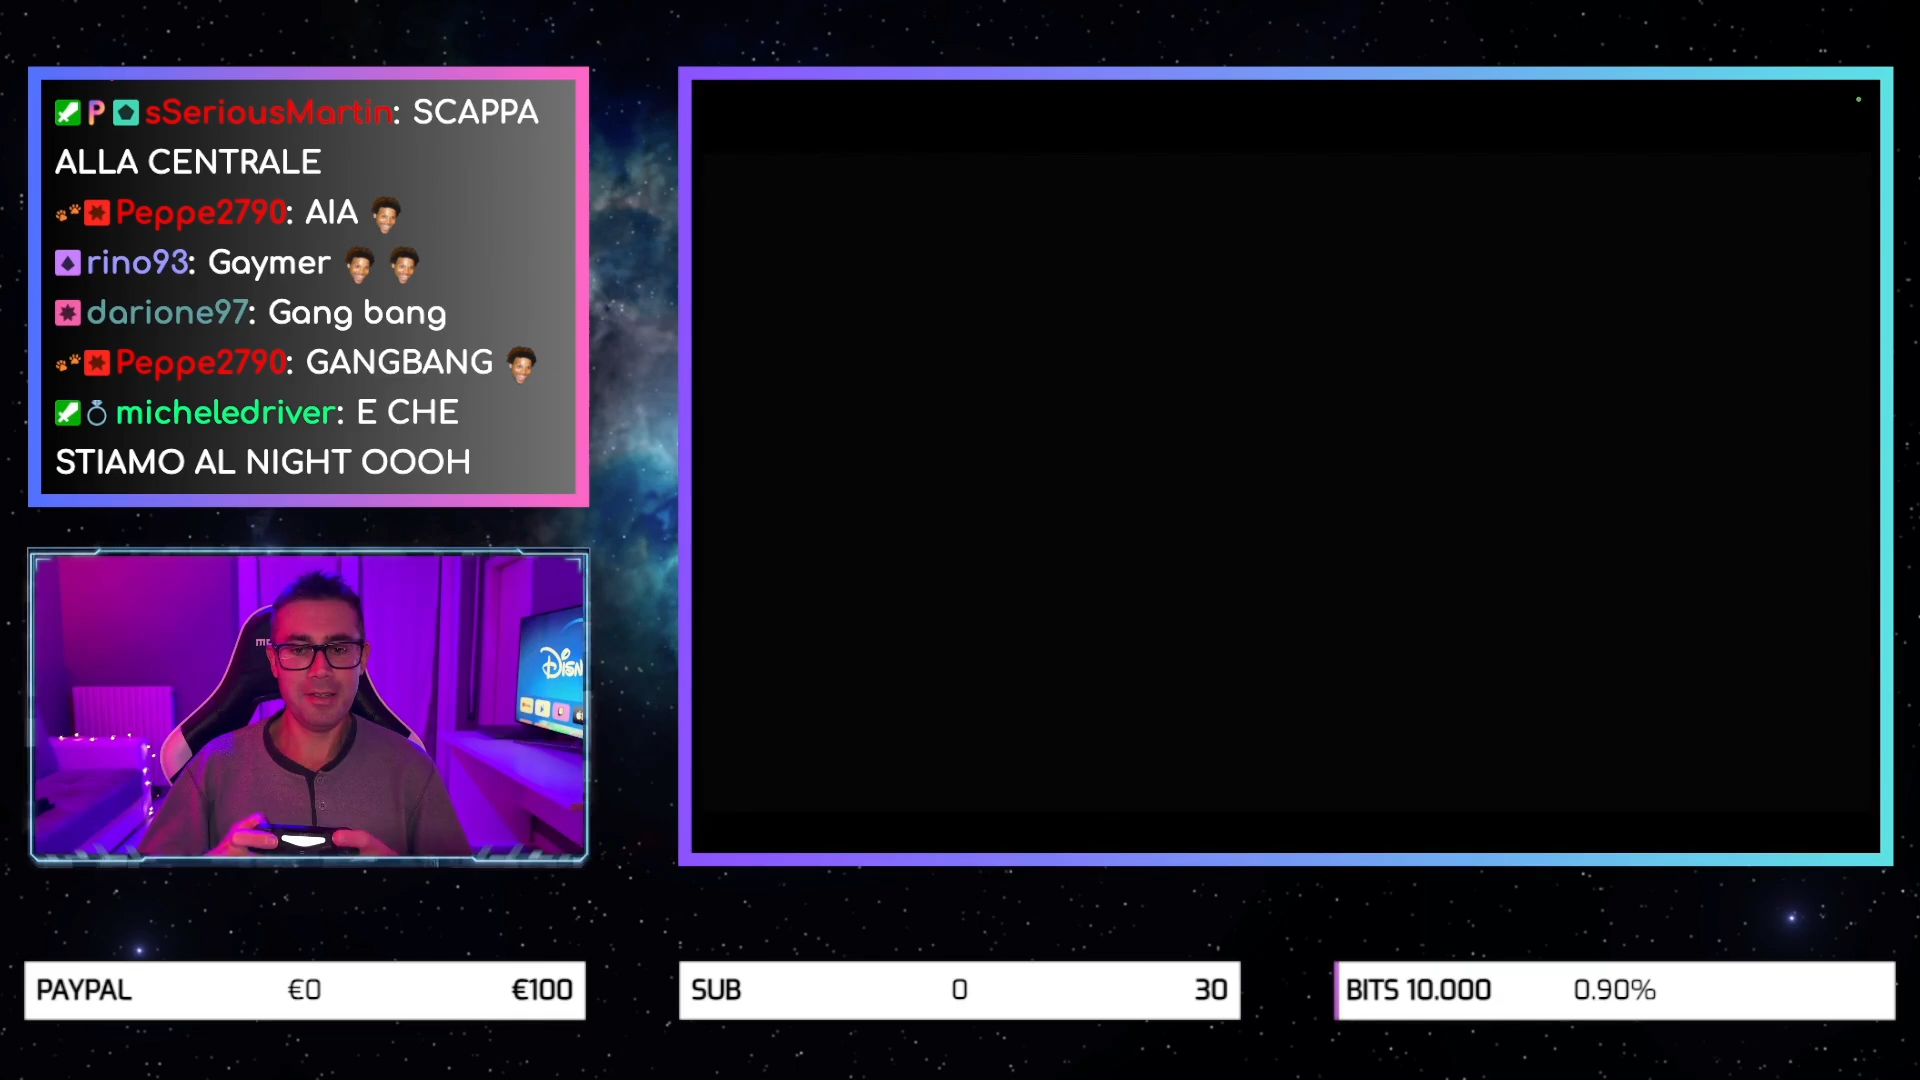 sSeriousMartin: SCAPPA
ALLA CENTRALE
Peppe2790: AIA
rino93: Gaymer
darione97: Gang bang
Peppe2790: GANGBANG
micheledriver: E CHE
STIAMO AL NIGHT OOOH
DISN
PAYPAL €0 €100
SUB 0 30
BITS 10.000 0.90%